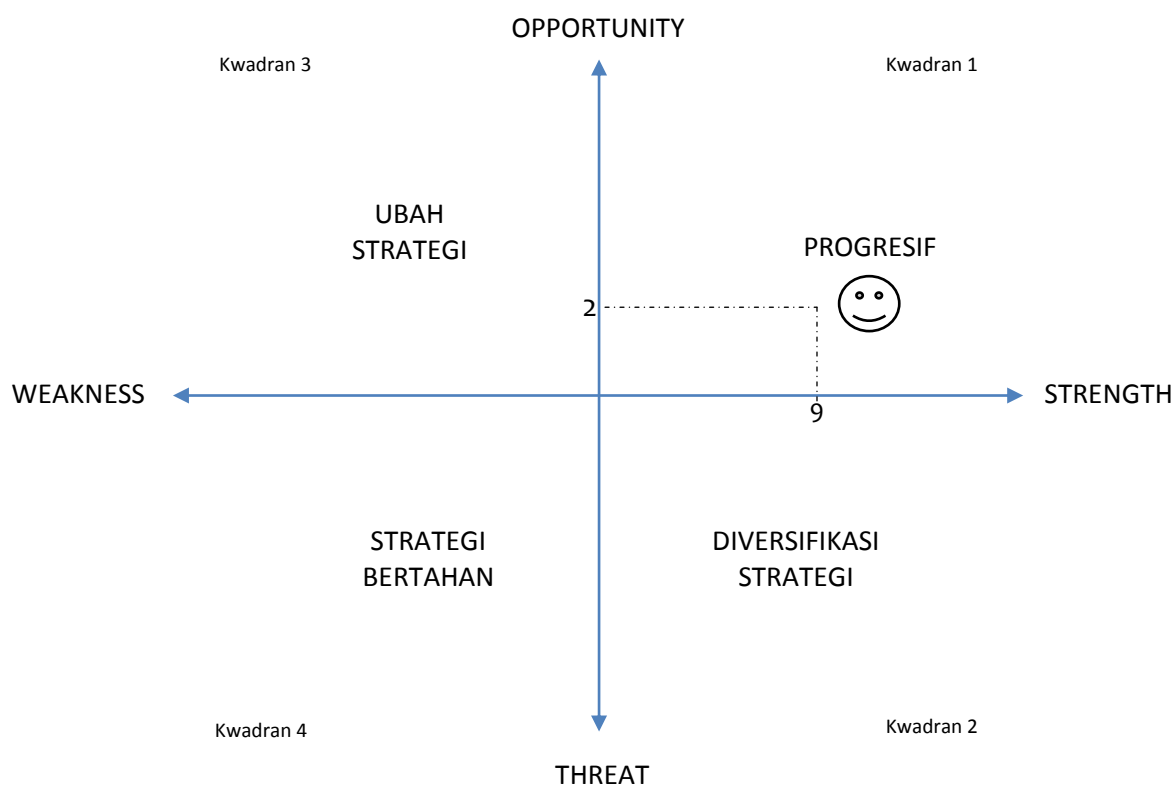 OPPORTUNITY
Kwadran 3
Kwadran 1
UBAH
STRATEGI
PROGRESIF
2
WEAKNESS
STRENGTH
9
STRATEGI
BERTAHAN
DIVERSIFIKASI
STRATEGI
Kwadran 4
Kwadran 2
THREAT